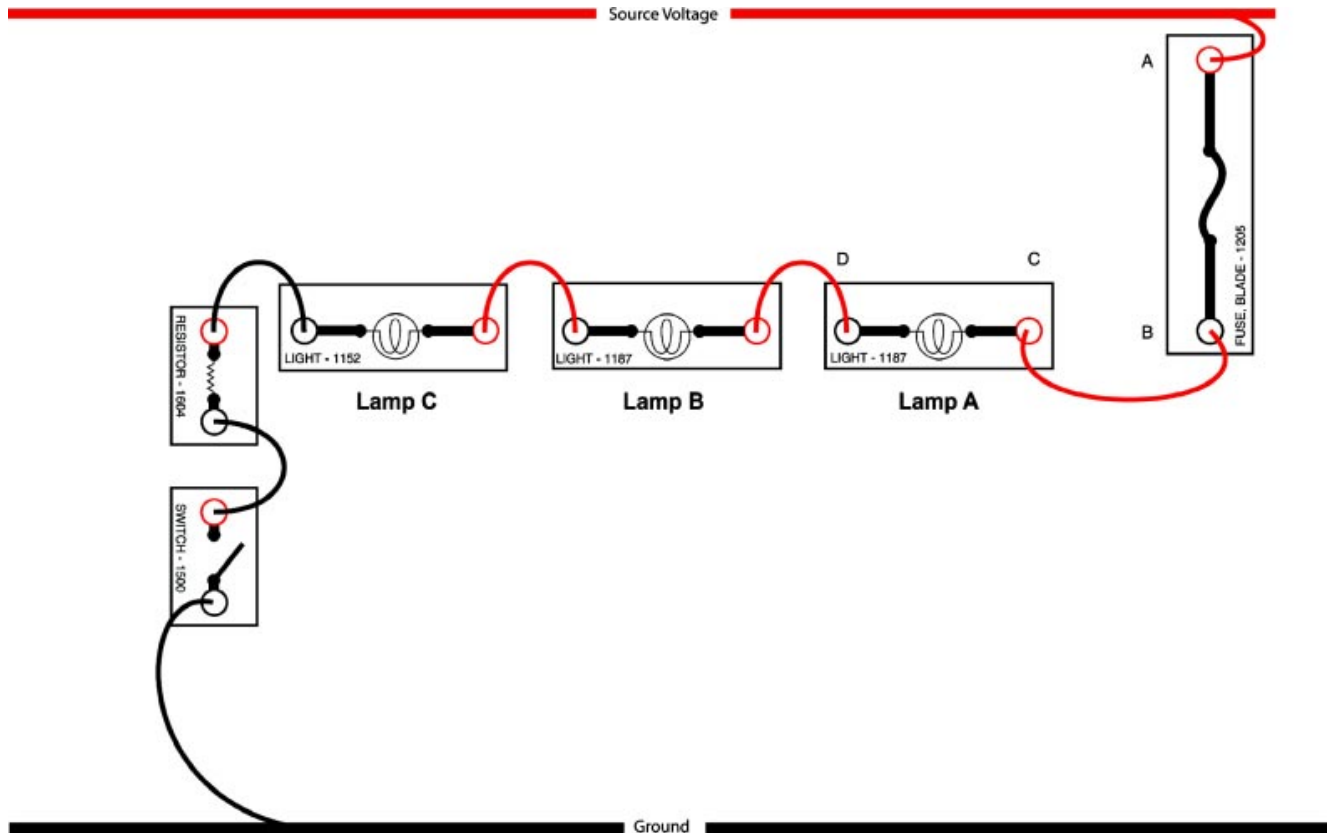 Source Voltage
A
FUSE, BLADE - 1205
D
C
B
RESISTOR - 1604
LIGHT - 1152
LIGHT - 1187
LIGHT - 1187
Lamp C
Lamp B
Lamp A
SWITCH - 1500
Ground